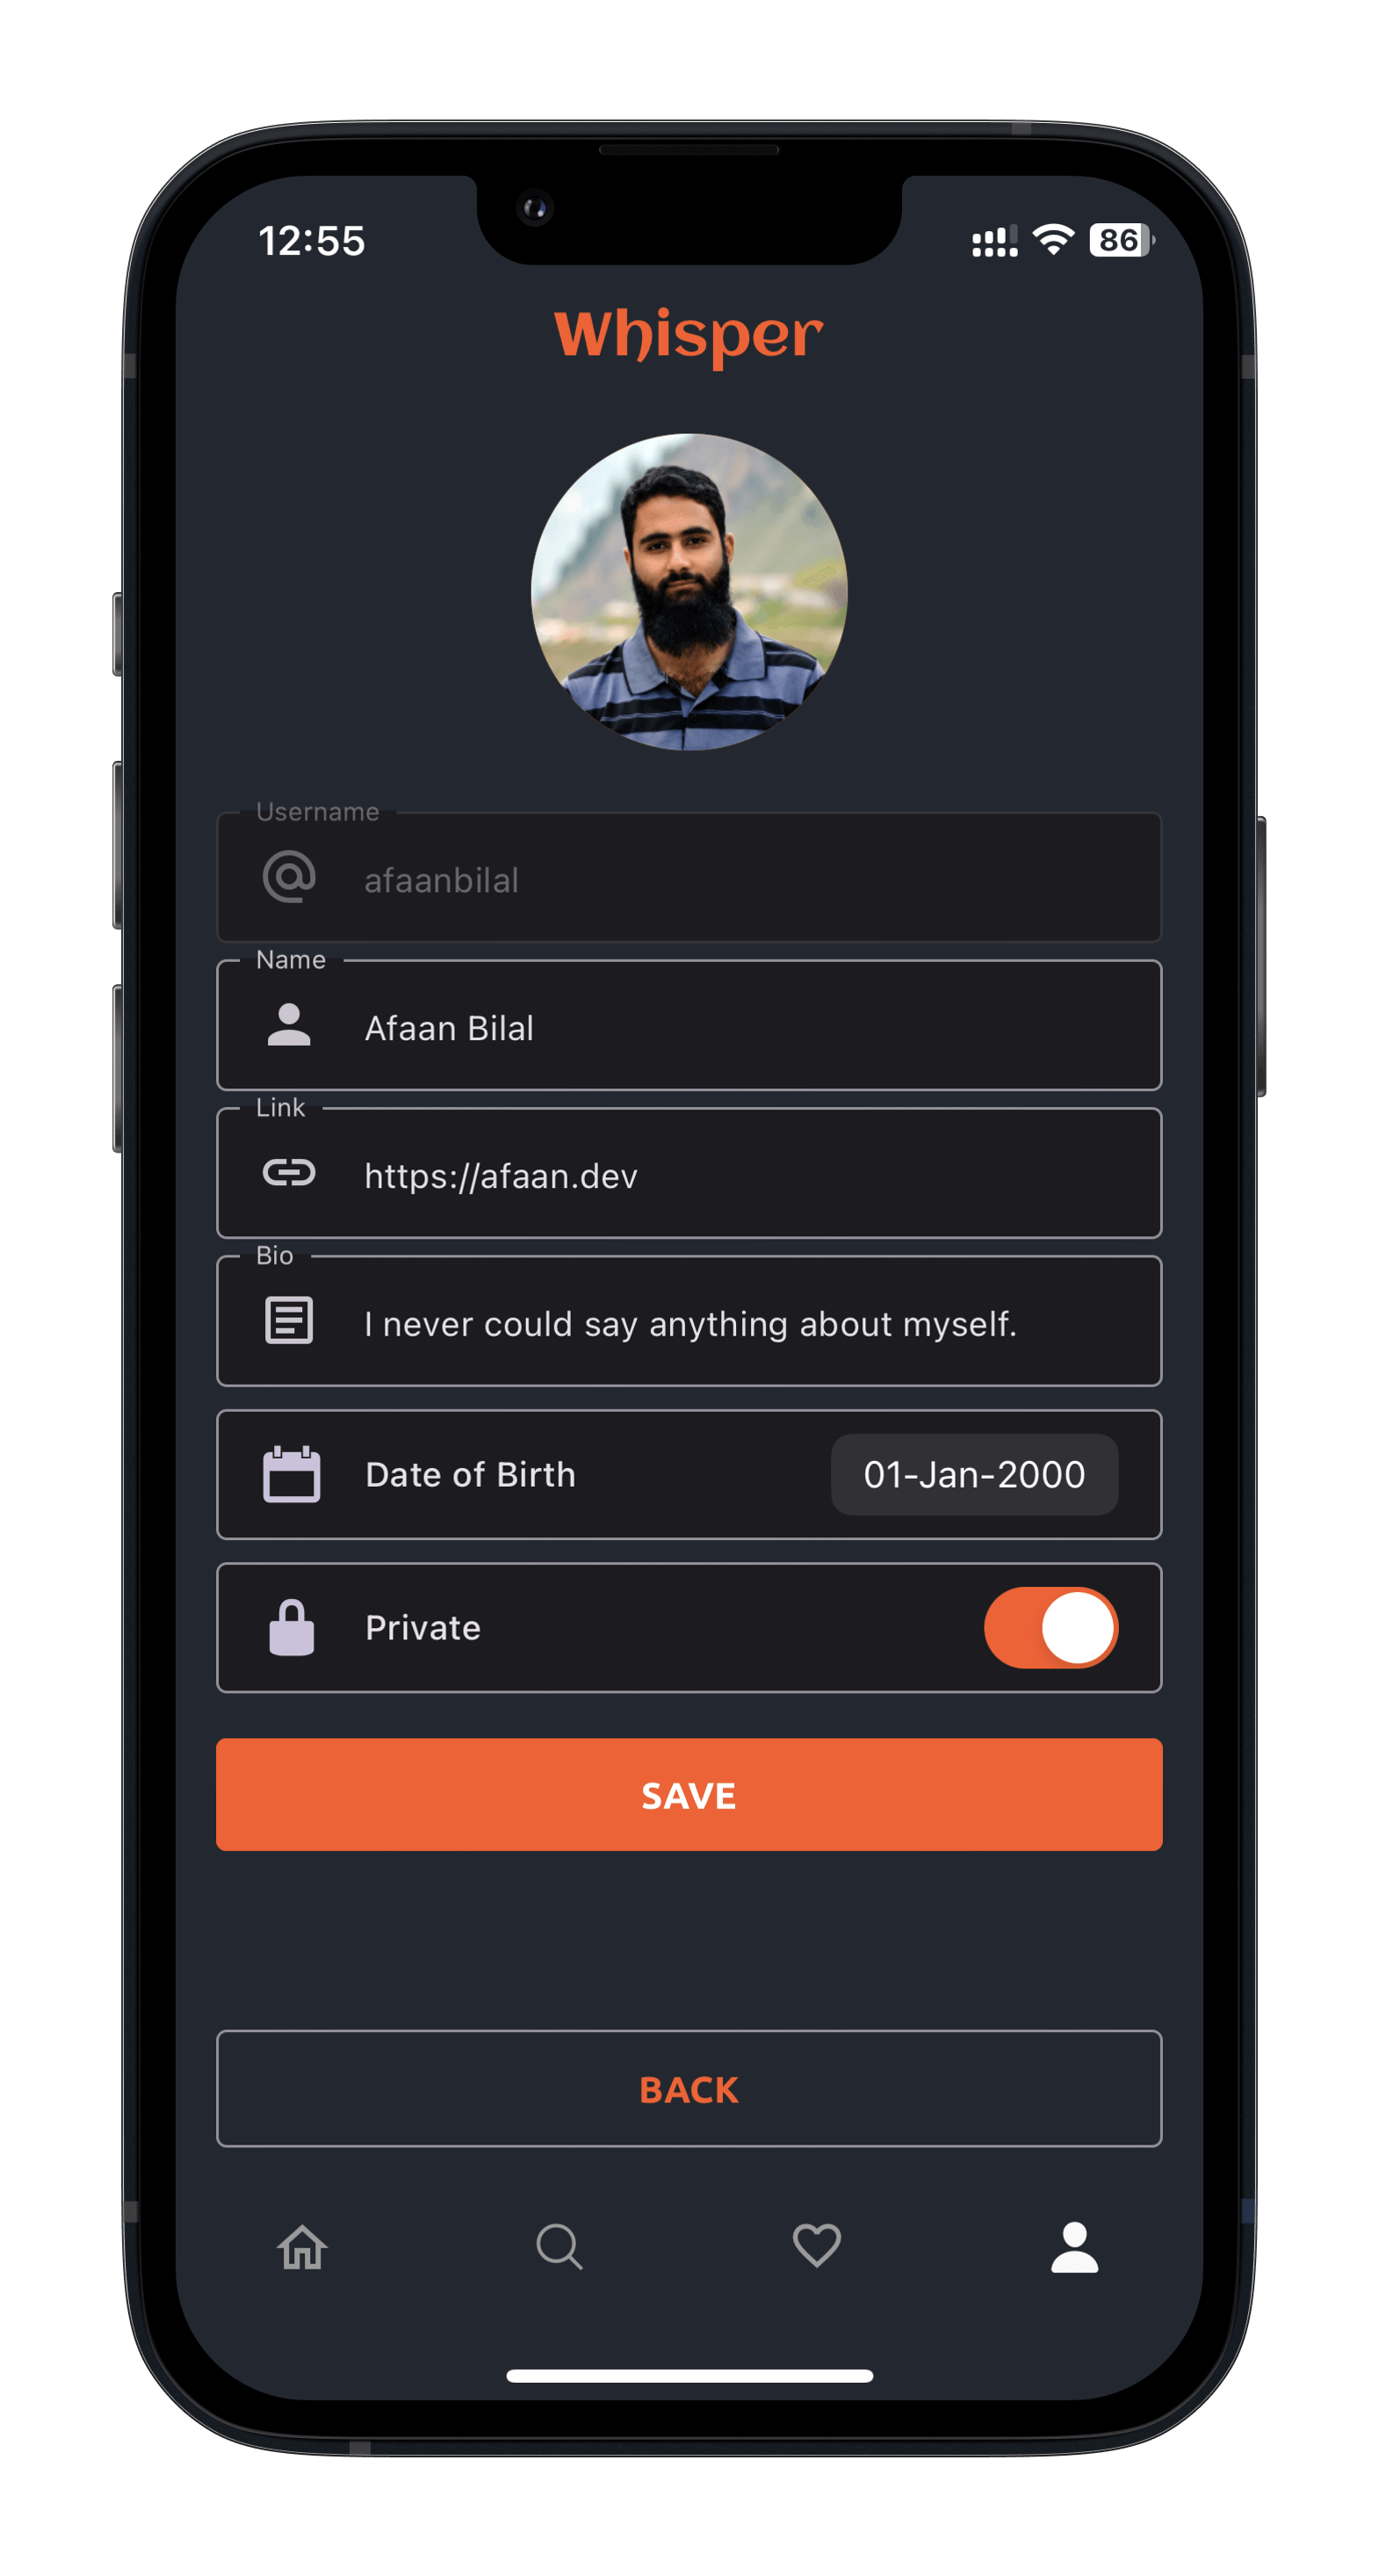 12:55
86
Whisper
Username
afaanbilal
Name
Afaan Bilal
Link
https://afaan.dev
Bio
I never could say anything about myself.
Date of Birth
01-Jan-2000
Private
SAVE
BACK